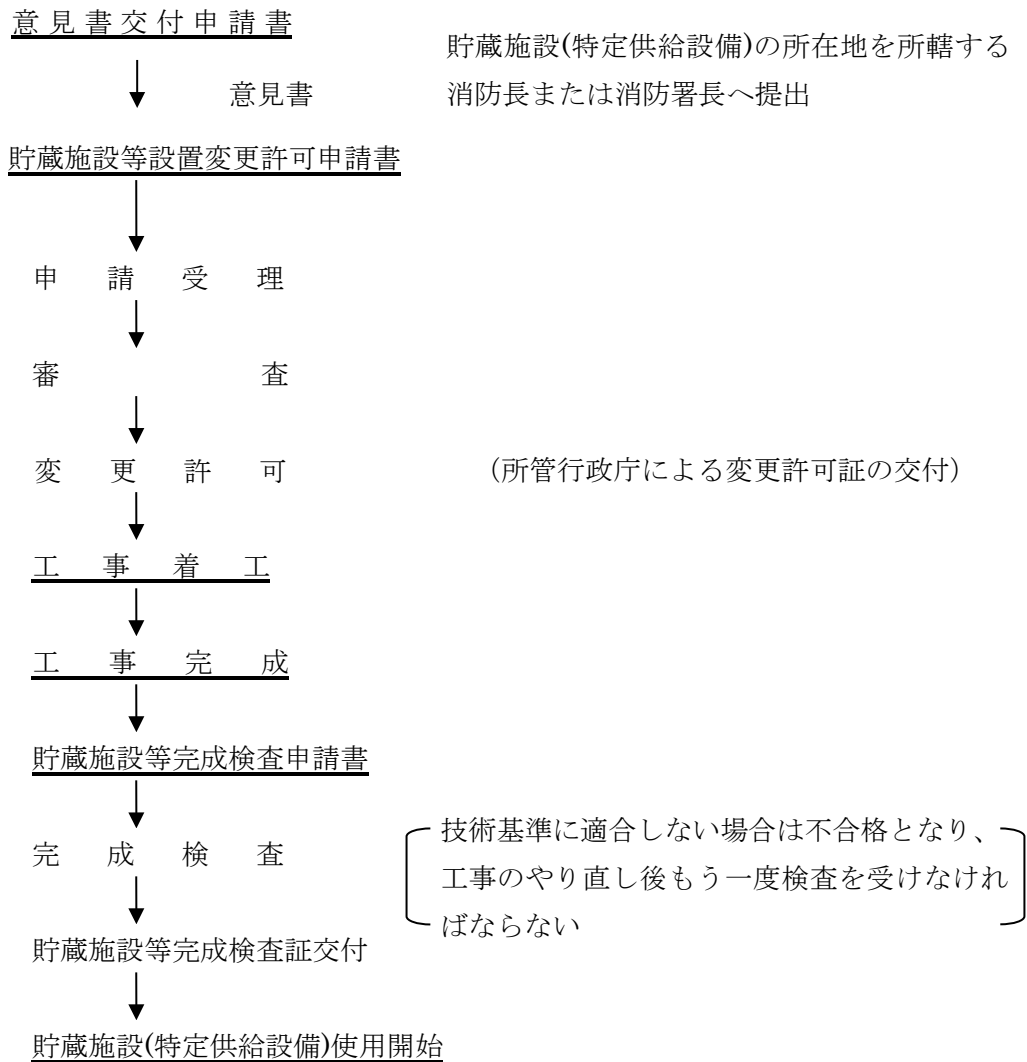 意見書交付申請書
貯蔵施設(特定供給設備)の所在地を所轄する
意見書
消防長または消防署長へ提出
貯蔵施設等設置変更許可申請書
申請受理
審査
変更許可
（所管行政庁による変更許可証の交付）
工事着工
工事完成
貯蔵施設等完成検査申請書
技術基準に適合しない場合は不合格となり、
完成検査
工事のやり直し後もう一度検査を受けなけれ
ばならない
貯蔵施設等完成検査証交付
貯蔵施設(特定供給設備)使用開始